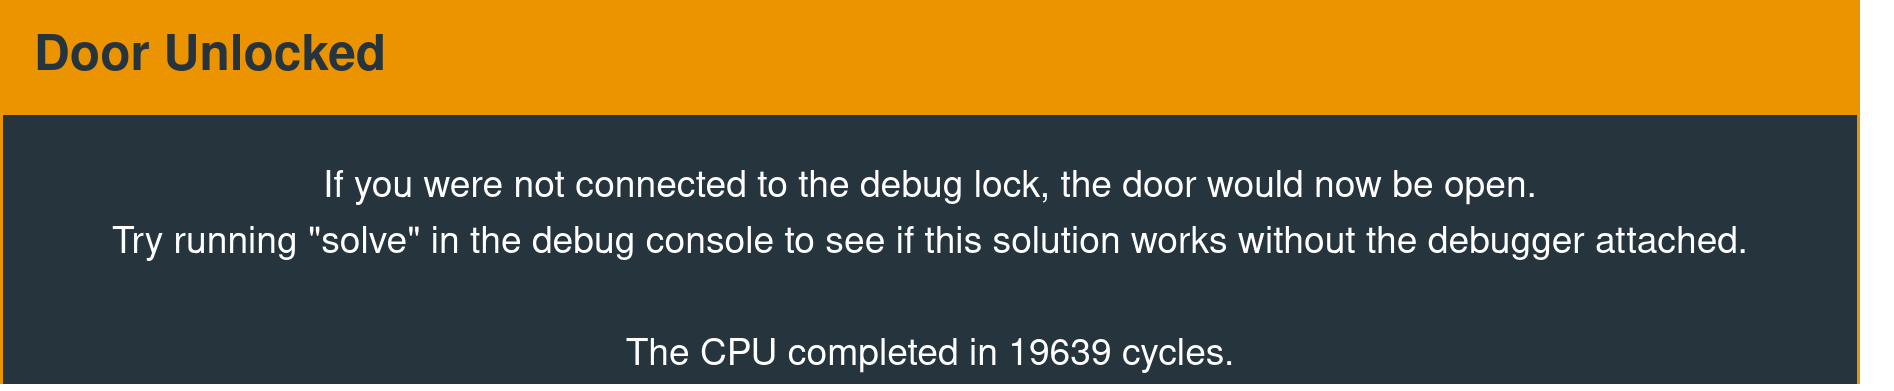 Door Unlocked
If you were not connected to the debug lock, the door would now be open.
Try running "solve" in the debug console to see if this solution works without the debugger attached.
The CPU completed in 19639 cycles.